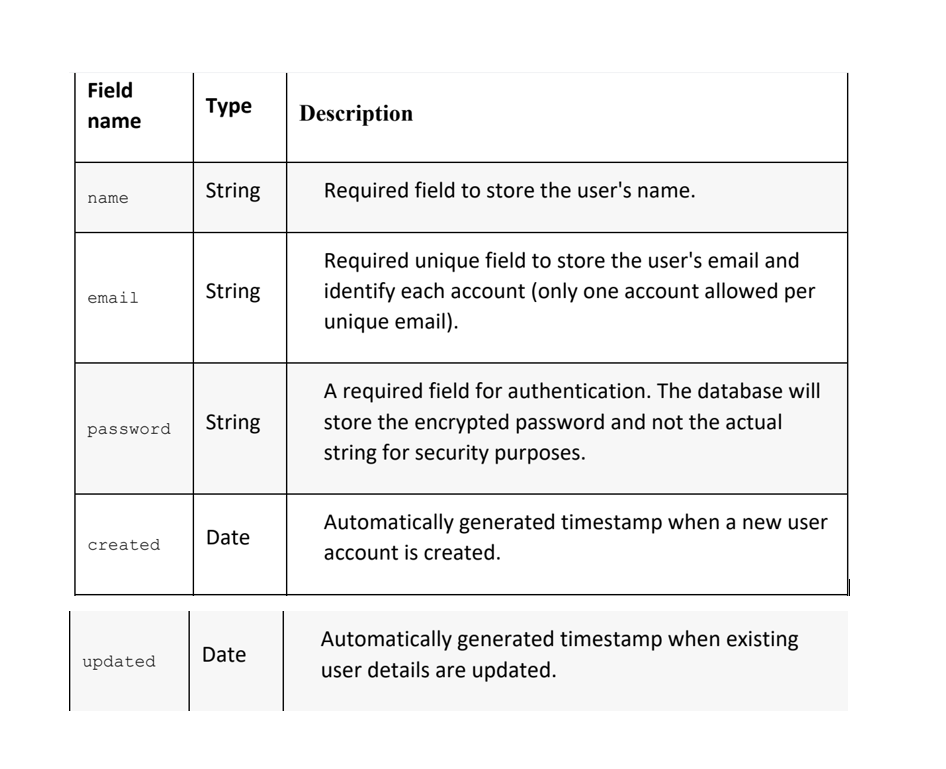 Field
name
Type
Description
name
String
Required field to store the user's name.
email
String
Required unique field to store the user's email and
identify each account (only one account allowed per
unique email).
password
String
A required field for authentication. The database will
store the encrypted password and not the actual
string for security purposes.
created
Date
Automatically generated timestamp when a new user
account is created.
updated
Date
Automatically generated timestamp when existing
user details are updated.